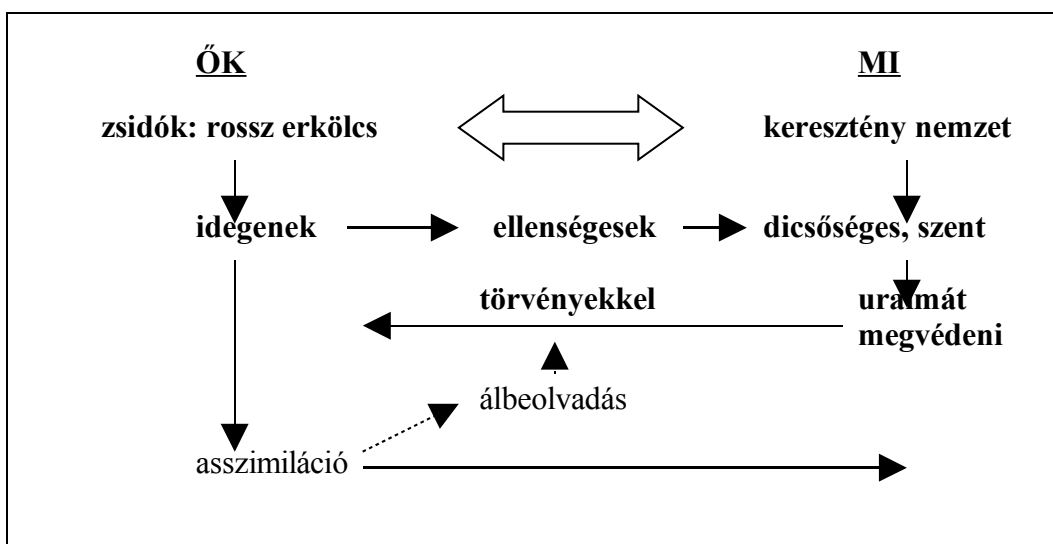 ŐK MI
zsidók: rossz erkölcs keresztény nemzet
idegenek ellenségesek dicsőséges, szent
törvényekkel uralmát
megvédeni
álbeolvadás
asszimiláció